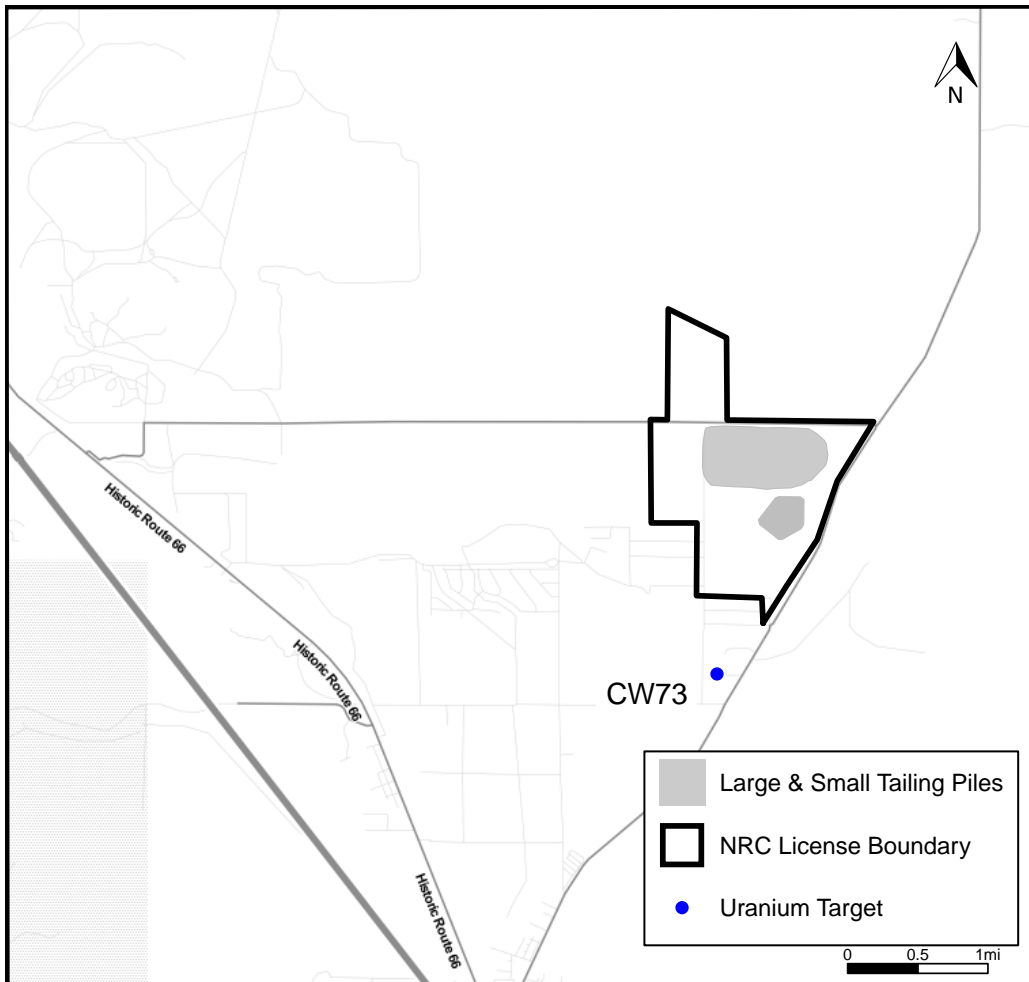 N
Historic Route 66
Historic Route 66
CW73
Large & Small Tailing Piles
NRC License Boundary
Historic Route 66
Uranium Target
0 0.5 1mi